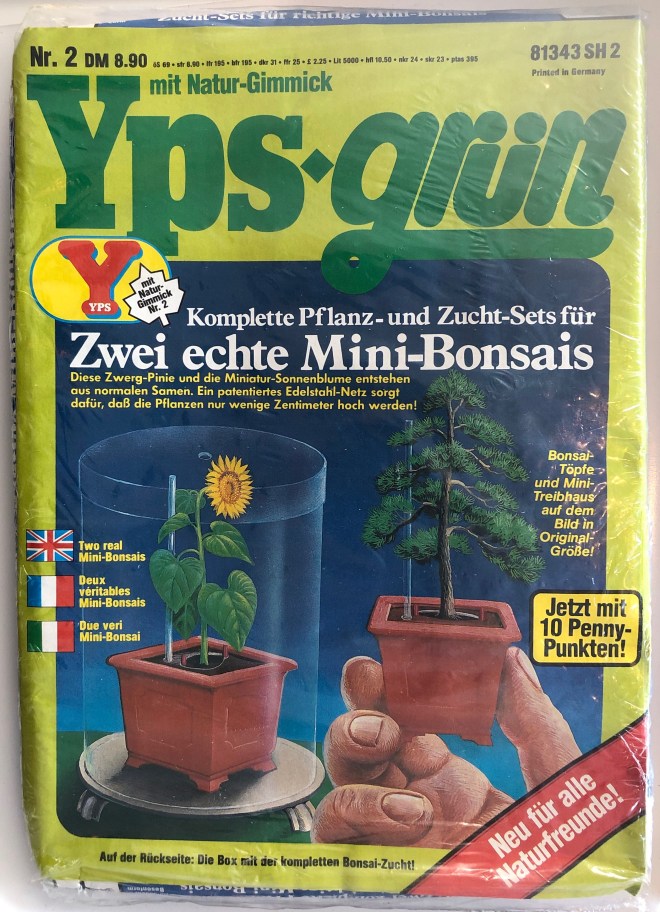 Zucht-Sets für richtige Mini-Bonsais
Nr. 2 DM 8.90 öS 69 • sfr 8.90 • lfr 195 • bfr 195 • dkr 31 • ffr 25 • £ 2.25 • Lit 5000 • hfl 10.50 • nkr 24 • skr 23 • ptas 395
81343 SH 2
Printed in Germany
mit Natur-Gimmick
Yps•grün
YPS
mit
Natur-
Gimmick
Nr. 2
Komplette Pflanz- und Zucht-Sets für
Zwei echte Mini-Bonsais
Diese Zwerg-Pinie und die Miniatur-Sonnenblume entstehen
aus normalen Samen. Ein patentiertes Edelstahl-Netz sorgt
dafür, daß die Pflanzen nur wenige Zentimeter hoch werden!
Bonsai-
Töpfe
und Mini-
Treibhaus
auf dem
Bild in
Original-
Größe!
Two real
Mini-Bonsais
Deux
véritables
Mini-Bonsais
Due veri
Mini-Bonsai
Jetzt mit
10 Penny-
Punkten!
Neu für alle
Naturfreunde!
Auf der Rückseite: Die Box mit der kompletten Bonsai-Zucht!